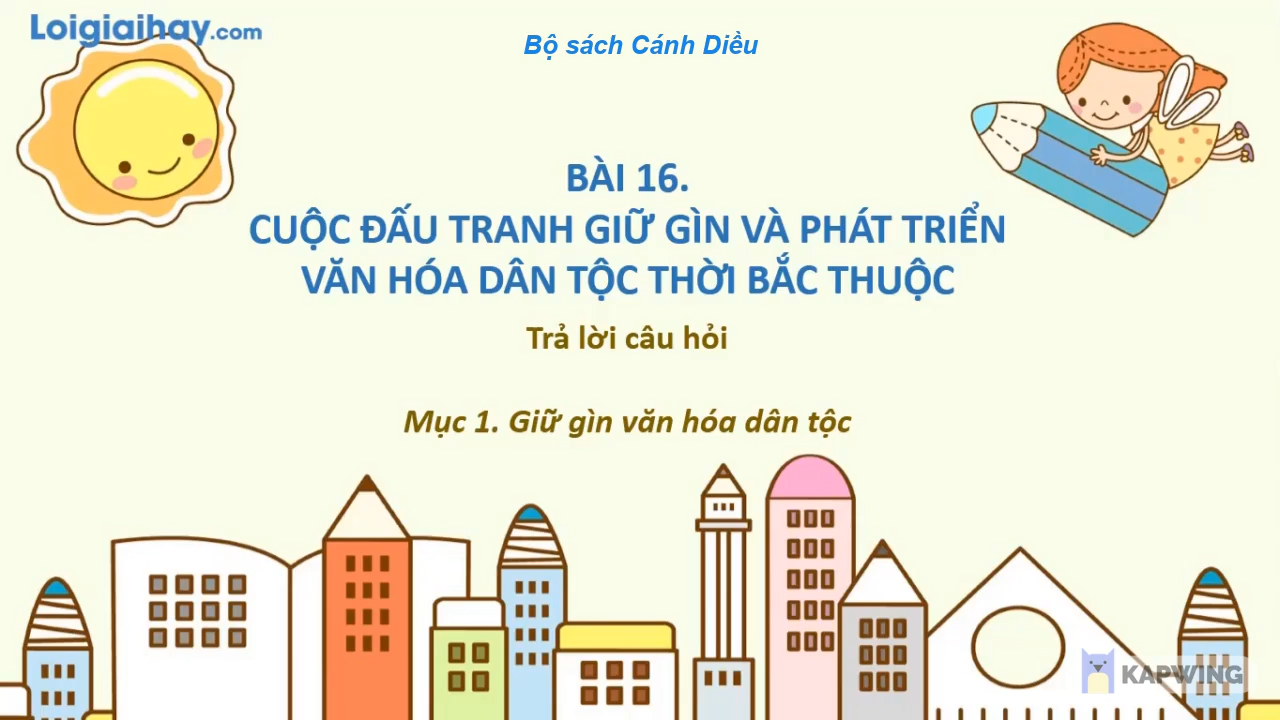 Loigiaihay.com
Bộ sách Cánh Diều
BÀI 16.
CUỘC ĐẤU TRANH GIỮ GÌN VÀ PHÁT TRIỂN
VĂN HÓA DÂN TỘC THỜI BẮC THUỘC
Trả lời câu hỏi
Mục 1. Giữ gìn văn hóa dân tộc
KAPWING